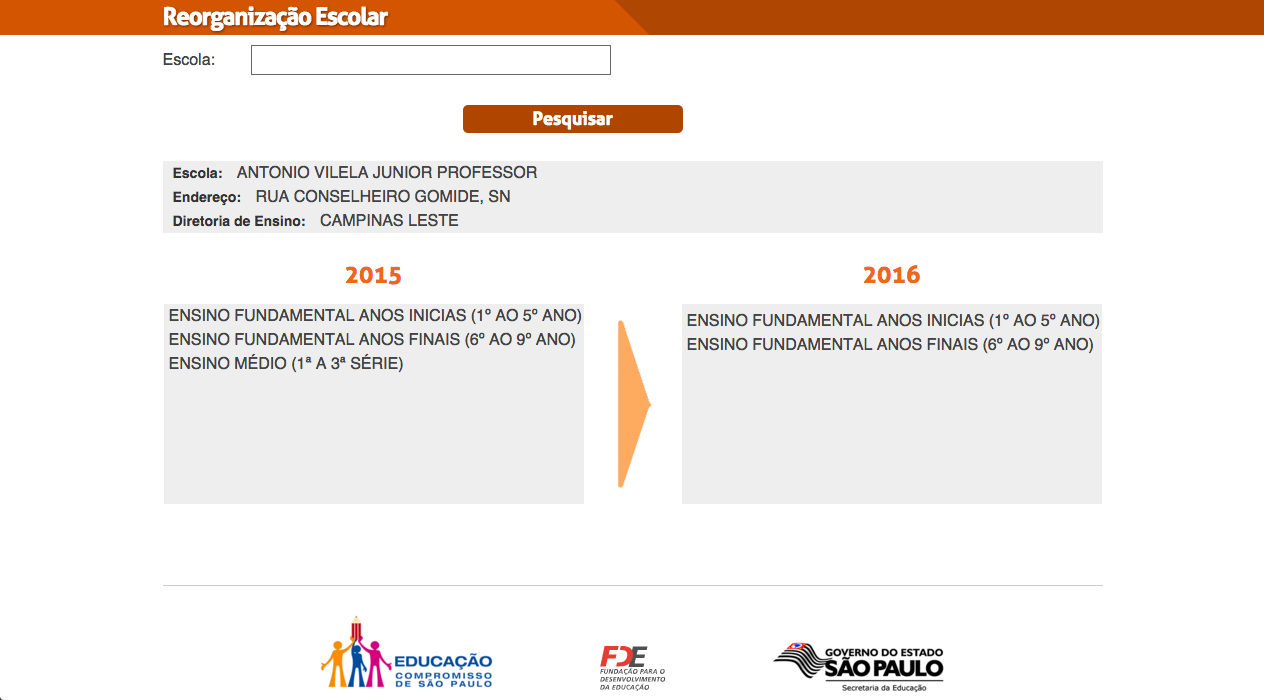 Reorganização Escolar
Escola:
Pesquisar
Escola: ANTONIO VILELA JUNIOR PROFESSOR
Endereço: RUA CONSELHEIRO GOMIDE, SN
Diretoria de Ensino: CAMPINAS LESTE
2015
ENSINO FUNDAMENTAL ANOS INICIAS (1º AO 5º ANO)
ENSINO FUNDAMENTAL ANOS FINAIS (6º AO 9º ANO)
ENSINO MÉDIO (1ª A 3ª SÉRIE)
2016
ENSINO FUNDAMENTAL ANOS INICIAS (1º AO 5º ANO)
ENSINO FUNDAMENTAL ANOS FINAIS (6º AO 9º ANO)
EDUCAÇÃO
COMPROMISSO
DE SÃO PAULO
FDE
FUNDAÇÃO PARA O
DESENVOLVIMENTO
DA EDUCAÇÃO
GOVERNO DO ESTADO
SÃO PAULO
Secretaria da Educação